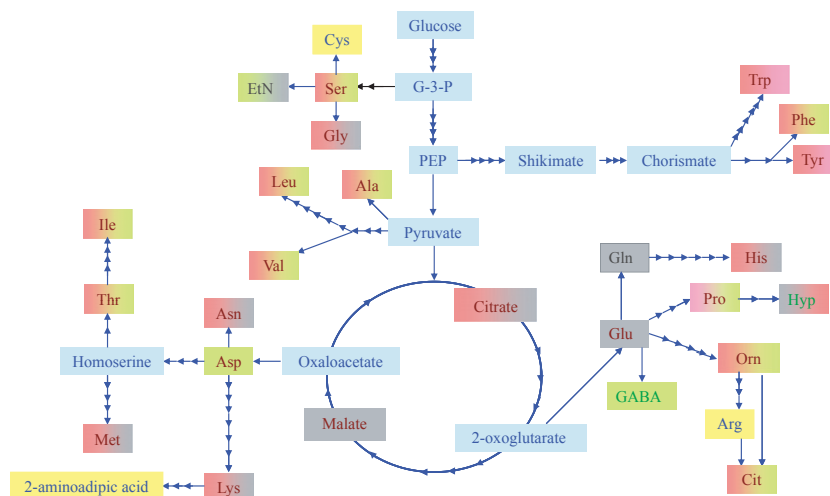 Glucose
Cys
EtN
Ser
G-3-P
Trp
Gly
Phe
PEP
Shikimate
Chorismate
Tyr
Leu
Ala
Ile
Pyruvate
Val
Gln
His
Thr
Asn
Citrate
Pro
Hyp
Glu
Homoserine
Asp
Oxaloacetate
Orn
GABA
Malate
Arg
Met
2-oxoglutarate
2-aminoadipic acid
Lys
Cit